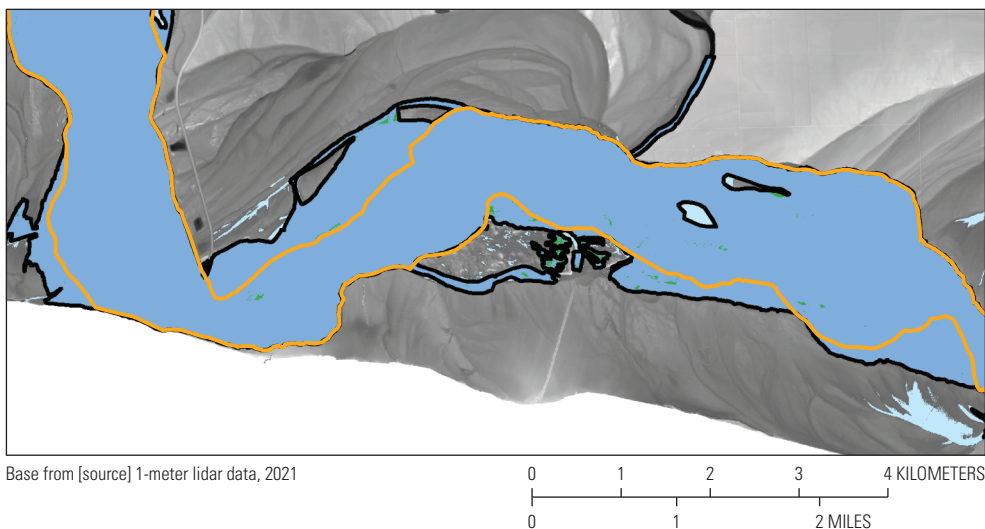 Base from [source] 1-meter lidar data, 2021
0 1 2 3 4 KILOMETERS
0 1 2 MILES